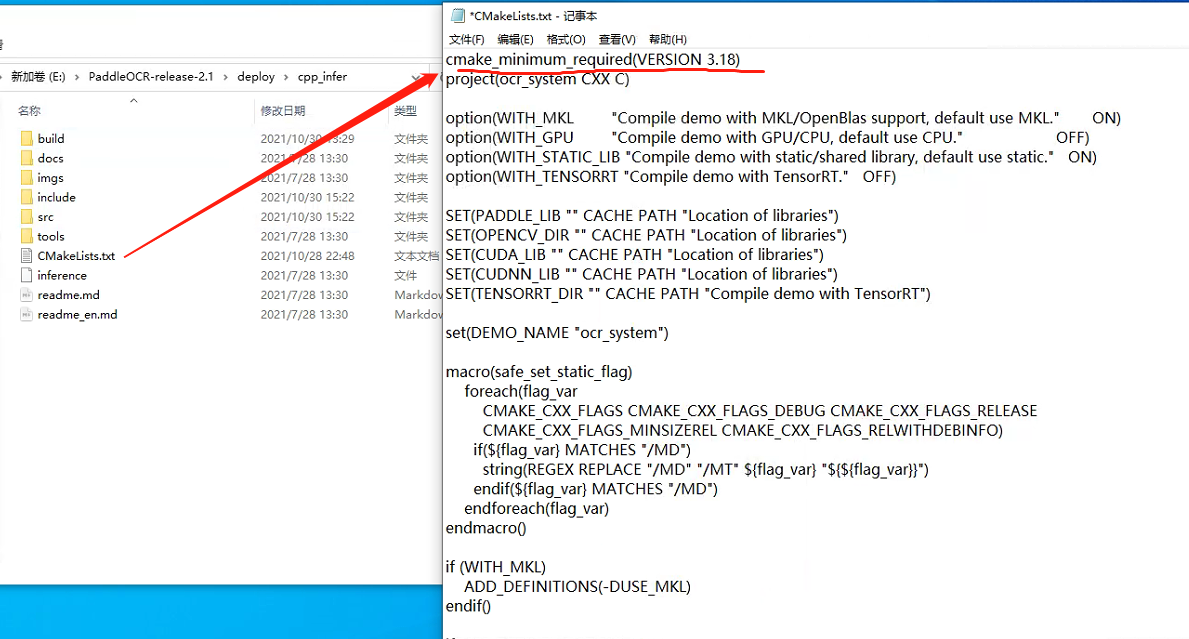 新加卷 (E:) › PaddleOCR-release-2.1 › deploy › cpp_infer
名称 修改日期 类型
build 2021/10/30 13:29 文件夹
docs 2021/7/28 13:30 文件夹
imgs 2021/7/28 13:30 文件夹
include 2021/10/30 15:22 文件夹
src 2021/10/30 15:22 文件夹
tools 2021/7/28 13:30 文件夹
CMakeLists.txt 2021/10/28 22:48 文本文档
inference 2021/7/28 13:30 文件
readme.md 2021/7/28 13:30 Markdow
readme_en.md 2021/7/28 13:30 Markdow
*CMakeLists.txt - 记事本
文件(F) 编辑(E) 格式(O) 查看(V) 帮助(H)
cmake_minimum_required(VERSION 3.18)
project(ocr_system CXX C)
option(WITH_MKL "Compile demo with MKL/OpenBlas support, default use MKL." ON)
option(WITH_GPU "Compile demo with GPU/CPU, default use CPU." OFF)
option(WITH_STATIC_LIB "Compile demo with static/shared library, default use static." ON)
option(WITH_TENSORRT "Compile demo with TensorRT." OFF)
SET(PADDLE_LIB "" CACHE PATH "Location of libraries")
SET(OPENCV_DIR "" CACHE PATH "Location of libraries")
SET(CUDA_LIB "" CACHE PATH "Location of libraries")
SET(CUDNN_LIB "" CACHE PATH "Location of libraries")
SET(TENSORRT_DIR "" CACHE PATH "Compile demo with TensorRT")
set(DEMO_NAME "ocr_system")
macro(safe_set_static_flag)
foreach(flag_var
CMAKE_CXX_FLAGS CMAKE_CXX_FLAGS_DEBUG CMAKE_CXX_FLAGS_RELEASE
CMAKE_CXX_FLAGS_MINSIZEREL CMAKE_CXX_FLAGS_RELWITHDEBINFO)
if(${flag_var} MATCHES "/MD")
string(REGEX REPLACE "/MD" "/MT" ${flag_var} "${${flag_var}}")
endif(${flag_var} MATCHES "/MD")
endforeach(flag_var)
endmacro()
if (WITH_MKL)
ADD_DEFINITIONS(-DUSE_MKL)
endif()